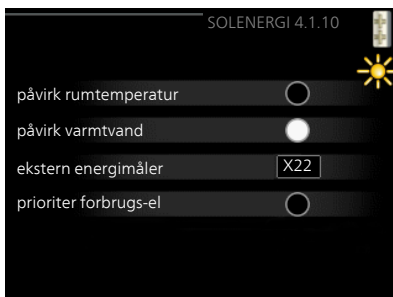 SOLENERGI 4.1.10
påvirk rumtemperatur
påvirk varmtvand
ekstern energimåler X22
prioriter forbrugs-el